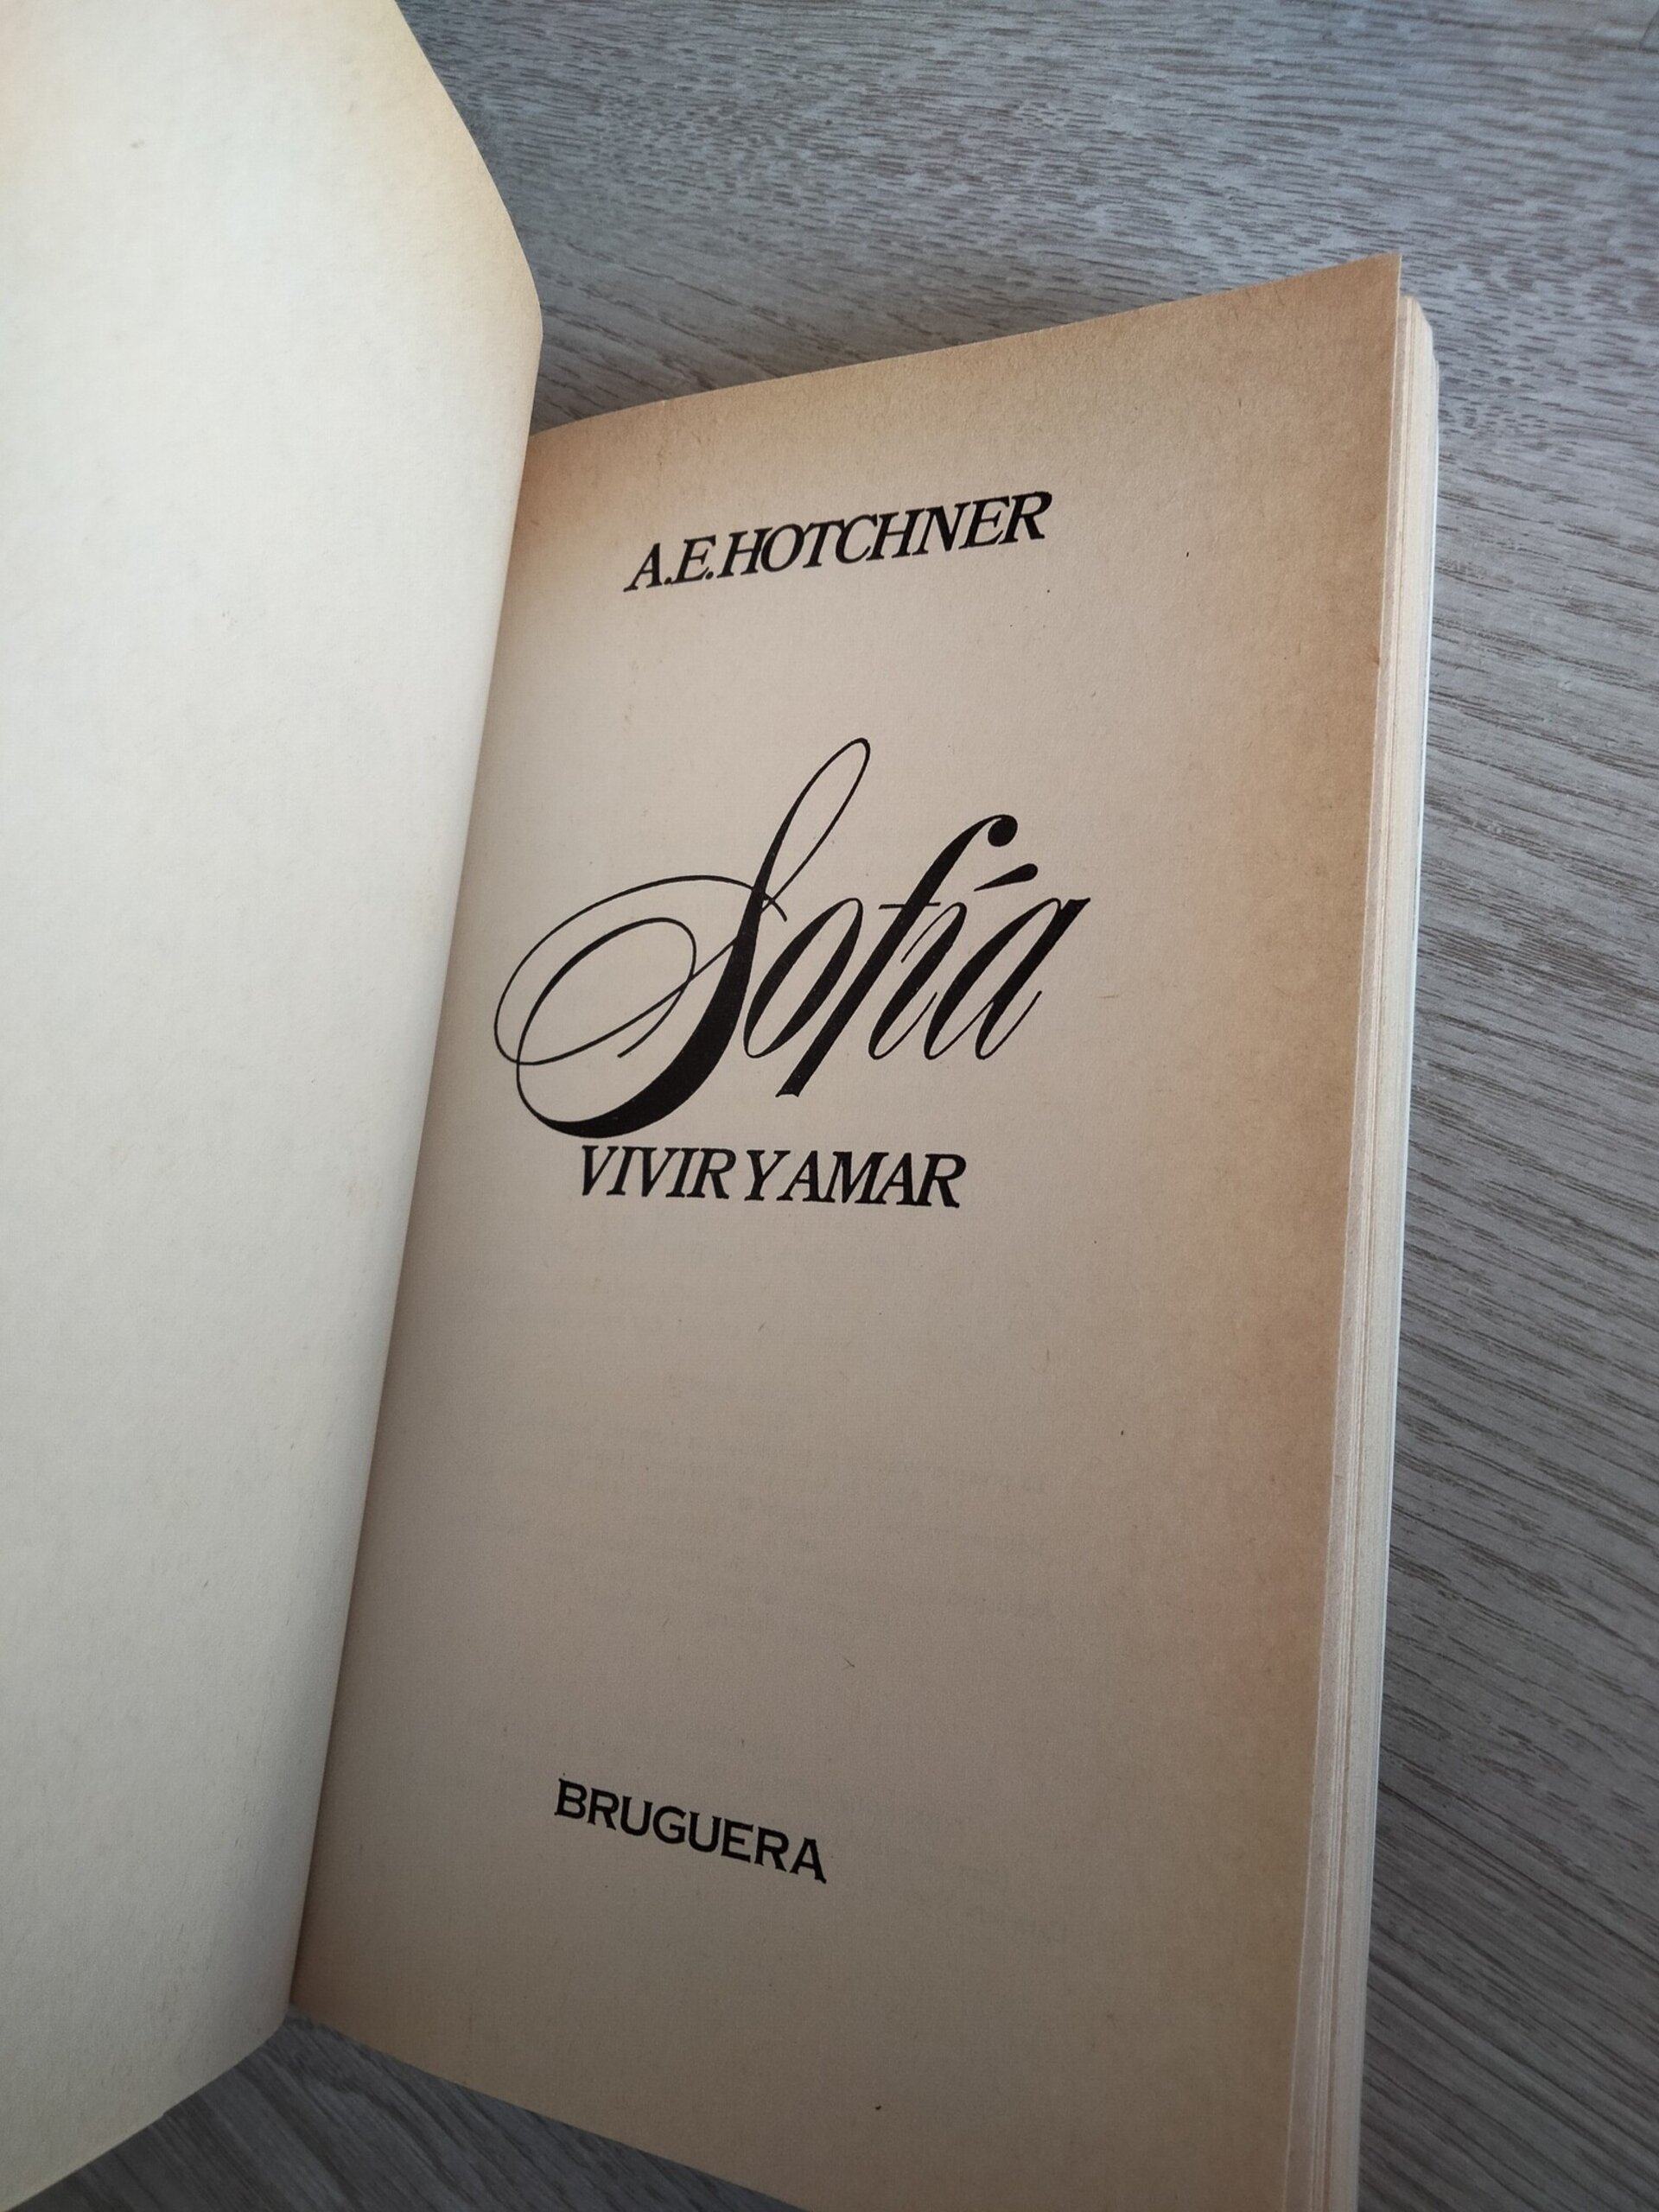 A.E. HOTCHNER
Sofía
VIVIR Y AMAR
BRUGUERA